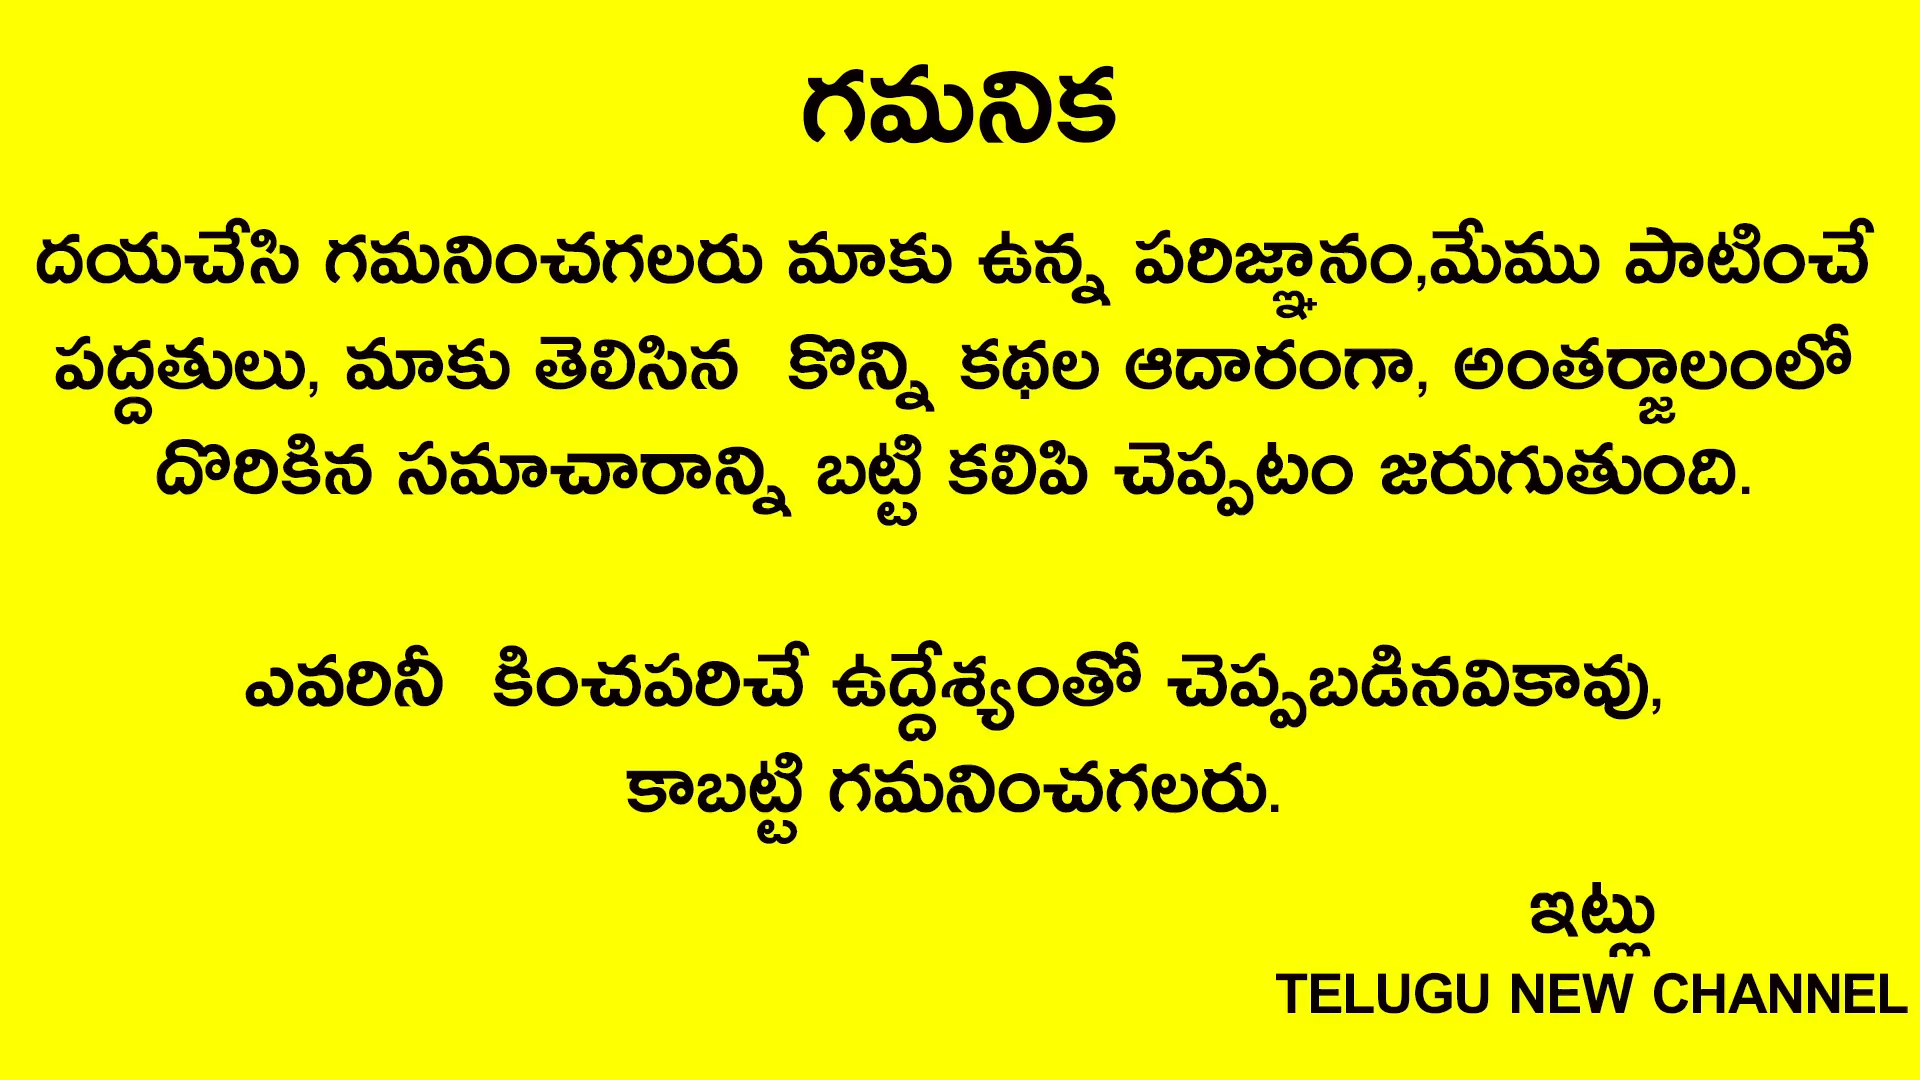 గమనిక
దయచేసి గమనించగలరు మాకు ఉన్న పరిజ్ఞానం,మేము పాటించే
పద్దతులు, మాకు తెలిసిన కొన్ని కథల ఆదారంగా, అంతర్జాలంలో
దొరికిన సమాచారాన్ని బట్టి కలిపి చెప్పటం జరుగుతుంది.
ఎవరినీ కించపరిచే ఉద్దేశ్యంతో చెప్పబడినవికావు,
కాబట్టి గమనించగలరు.
ఇట్లు
TELUGU NEW CHANNEL